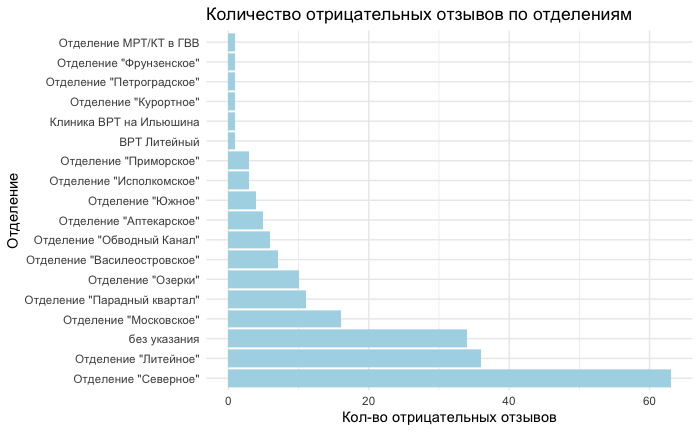 Количество отрицательных отзывов по отделениям
Отделение МРТ/КТ в ГВВ
Отделение "Фрунзенское"
Отделение "Петроградское"
Отделение "Курортное"
Клиника ВРТ на Ильюшина
ВРТ Литейный
Отделение "Приморское"
Отделение "Исполкомское"
Отделение "Южное"
Отделение "Аптекарское"
Отделение "Обводный Канал"
Отделение "Василеостровское"
Отделение "Озерки"
Отделение "Парадный квартал"
Отделение "Московское"
без указания
Отделение "Литейное"
Отделение "Северное"
Отделение
0 20 40 60
Кол-во отрицательных отзывов